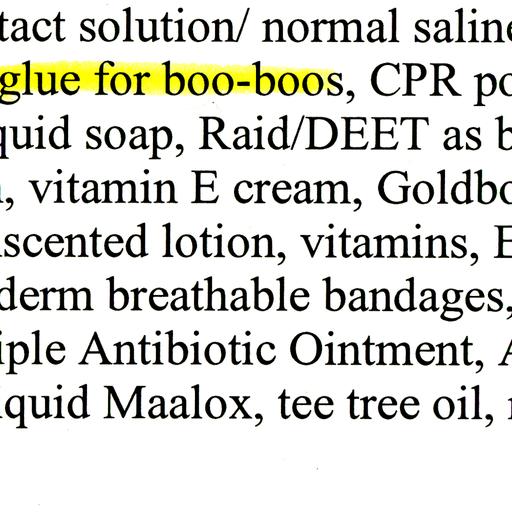 tact solution/ normal saline
glue for boo-boos, CPR po
quid soap, Raid/DEET as b
, vitamin E cream, Goldbo
scented lotion, vitamins, E
derm breathable bandages,
iple Antibiotic Ointment, A
iquid Maalox, tee tree oil,